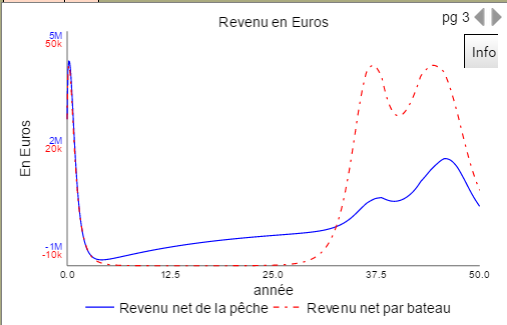 pg 3
Revenu en Euros
Info
5M
50k
2M
20k
-1M
-10k
En Euros
0.0 12.5 25.0 37.5 50.0
année
Revenu net de la pêche Revenu net par bateau